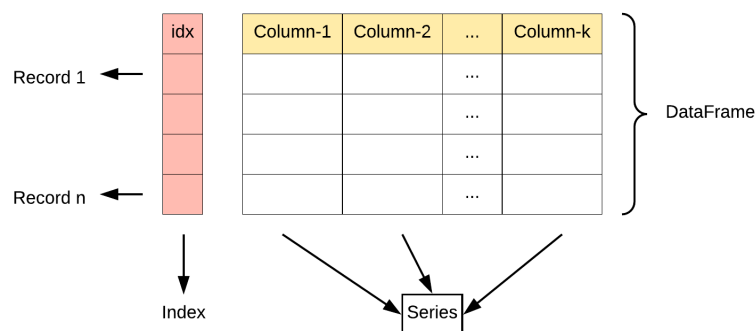 idx Column-1 Column-2 ... Column-k
Record 1 ...
... DataFrame
...
Record n ...
Index Series